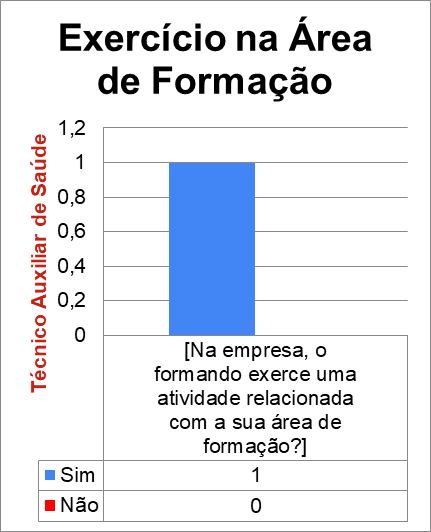 Exercício na Área
de Formação
Técnico Auxiliar de Saúde
1,2
1
0,8
0,6
0,4
0,2
0
[Na empresa, o
formando exerce uma
atividade relacionada
com a sua área de
formação?]
Sim 1
Não 0